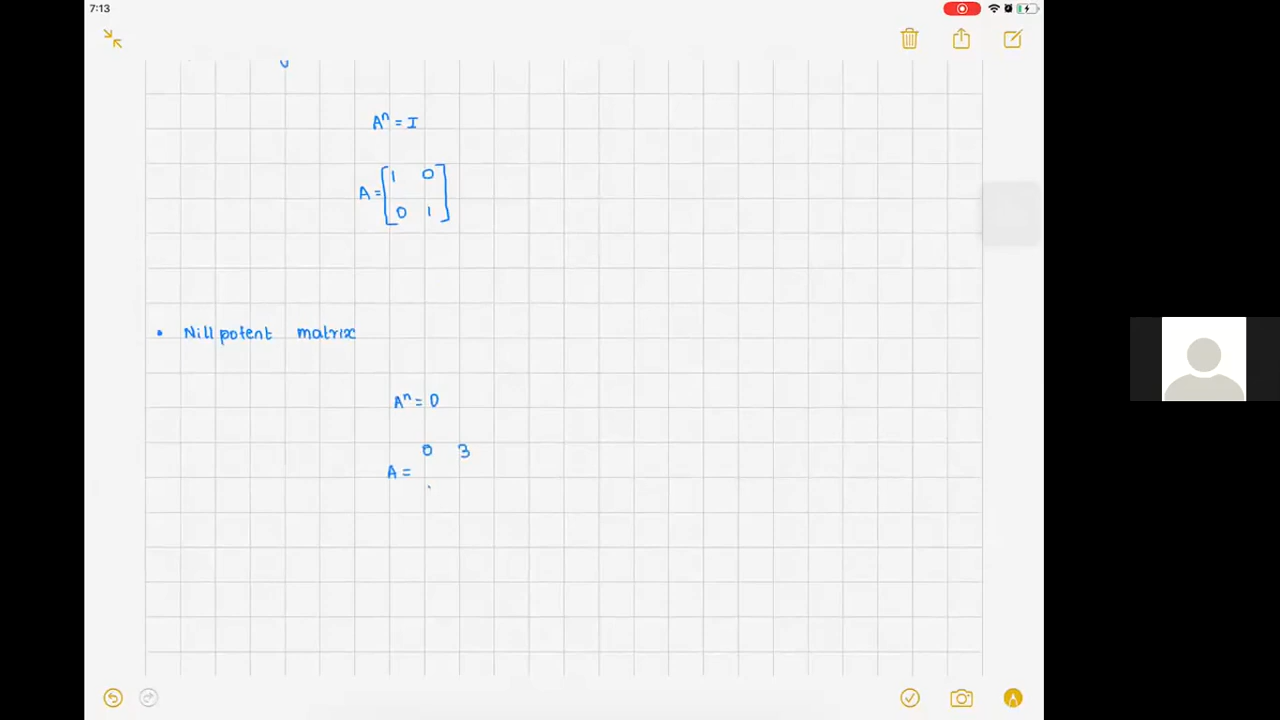 7:13
Aⁿ = I
A = [1 0
0 1]
• Nill potent matrix
Aⁿ = 0
0 3
A =